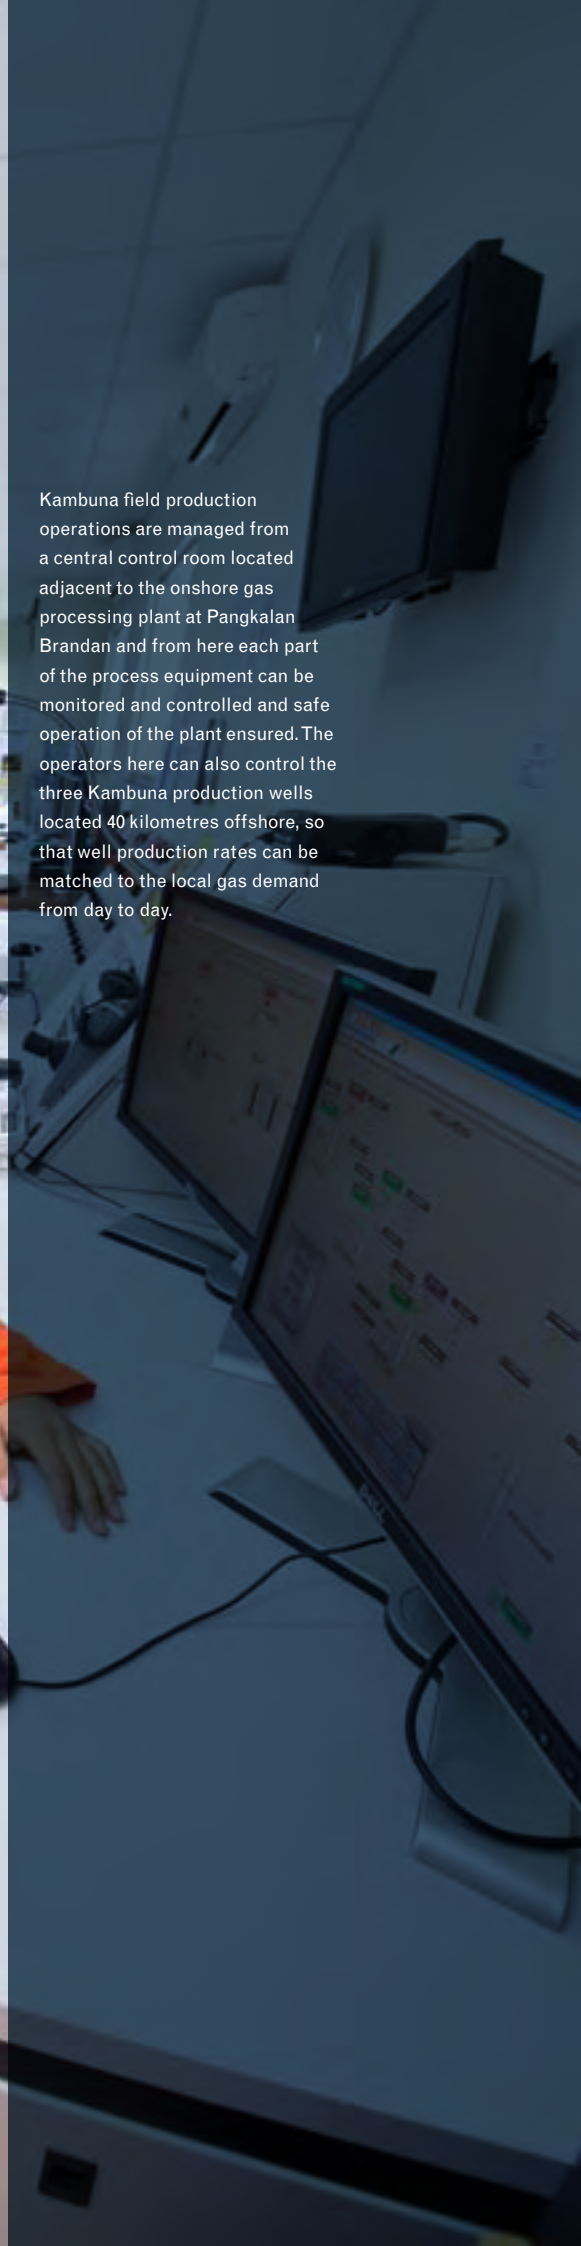 Kambuna field production
operations are managed from
a central control room located
adjacent to the onshore gas
processing plant at Pangkalan
Brandan and from here each part
of the process equipment can be
monitored and controlled and safe
operation of the plant ensured. The
operators here can also control the
three Kambuna production wells
located 40 kilometres offshore, so
that well production rates can be
matched to the local gas demand
from day to day.
DELL